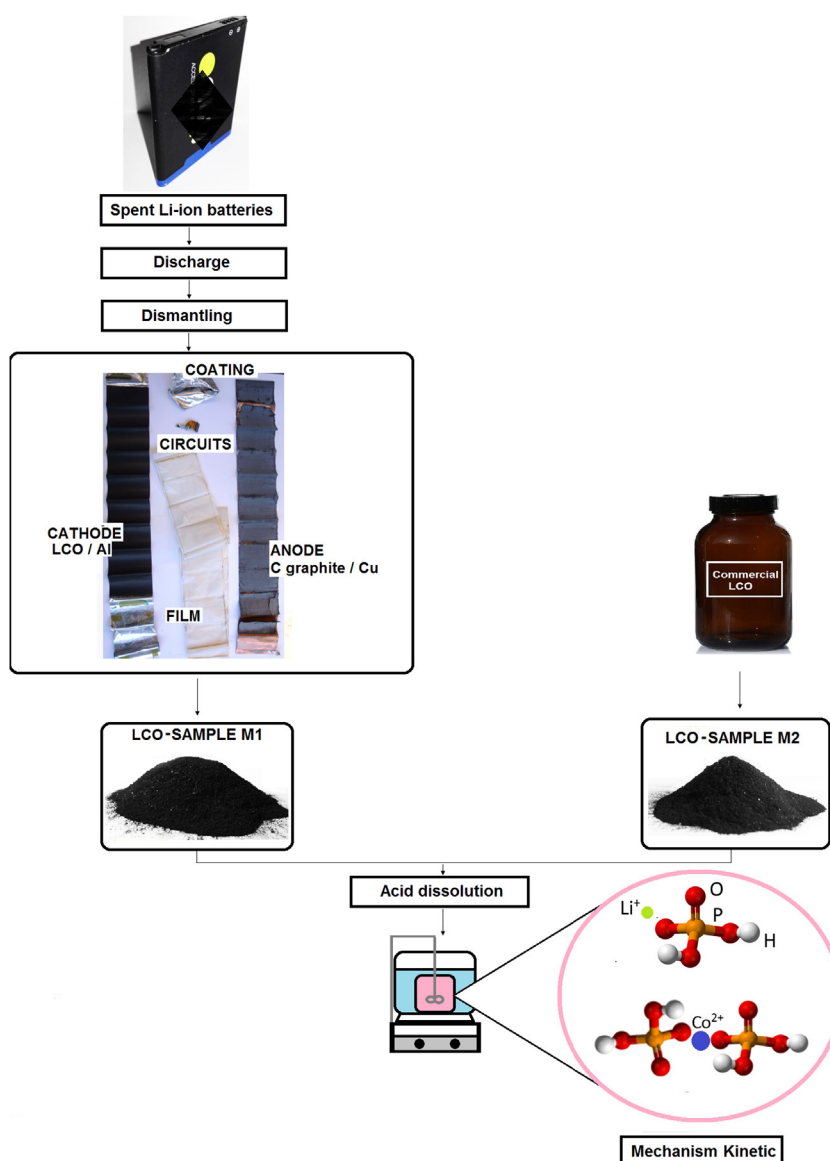 Spent Li-ion batteries
Discharge
Dismantling
COATING
CIRCUITS
CATHODE
LCO / Al
ANODE
C graphite / Cu
FILM
Commercial
LCO
LCO-SAMPLE M1
LCO-SAMPLE M2
Acid dissolution
O
Li⁺
P
H
Co²⁺
Mechanism Kinetic